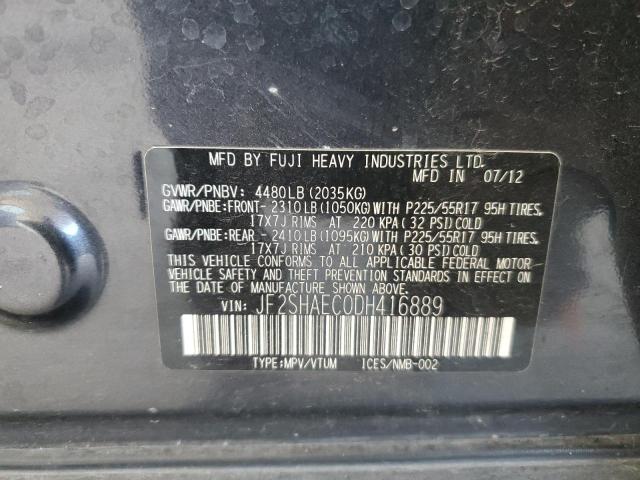 MFD BY FUJI HEAVY INDUSTRIES LTD.
MFD IN 07/12
GVWR/PNBV: 4480LB(2035KG)
GAWR/PNBE:FRONT-2310LB(1050KG)WITH P225/55R17 95H TIRES,
17X7J RIMS AT 220 KPA(32 PSI)COLD
GAWR/PNBE:REAR -2410LB(1095KG)WITH P225/55R17 95H TIRES,
17X7J RIMS AT 210 KPA(30 PSI)COLD
THIS VEHICLE CONFORMS TO ALL APPLICABLE FEDERAL MOTOR
VEHICLE SAFETY AND THEFT PREVENTION STANDARDS IN EFFECT ON
THE DATE OF MANUFACTURE SHOWN ABOVE.
VIN: JF2SHAEC0DH416889
TYPE:MPV/VTUM ICES/NMB-002